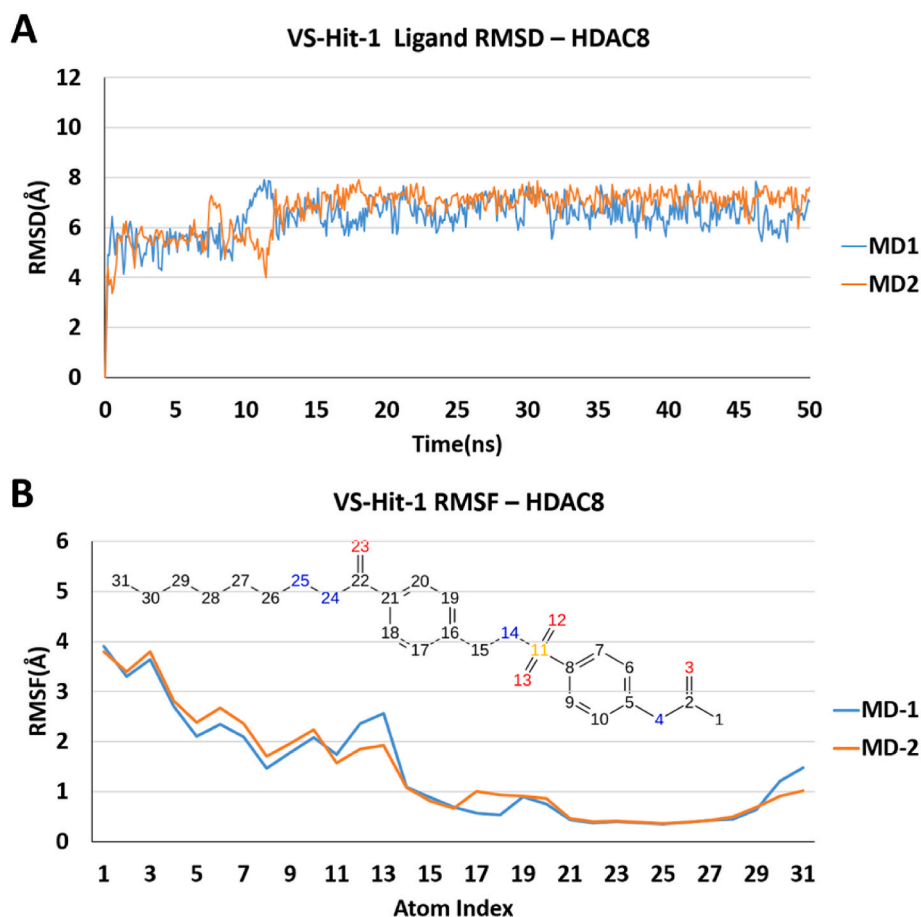 A
VS-Hit-1 Ligand RMSD – HDAC8
RMSD(Å)
12
10
8
6
4
2
0
0 5 10 15 20 25 30 35 40 45 50
Time(ns)
MD1
MD2
B
VS-Hit-1 RMSF – HDAC8
RMSF(Å)
6
5
4
3
2
1
0
23
31 29 27 25 22 20
30 28 26 24 21 19
18 16 14 12
17 15 11 7
13 8 6 3
9 5 2
10 4 1
1 3 5 7 9 11 13 15 17 19 21 23 25 27 29 31
Atom Index
MD-1
MD-2